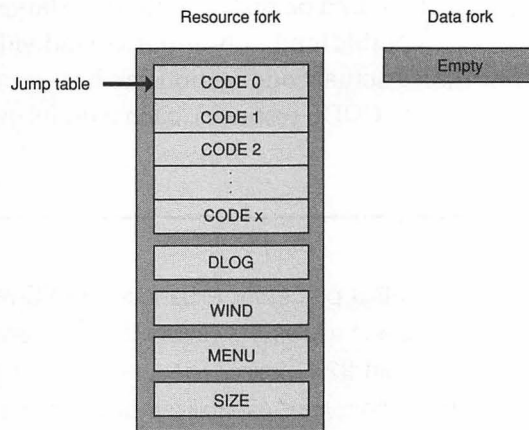 Resource fork
Data fork
Jump table
CODE 0
Empty
CODE 1
CODE 2
CODE x
DLOG
WIND
MENU
SIZE